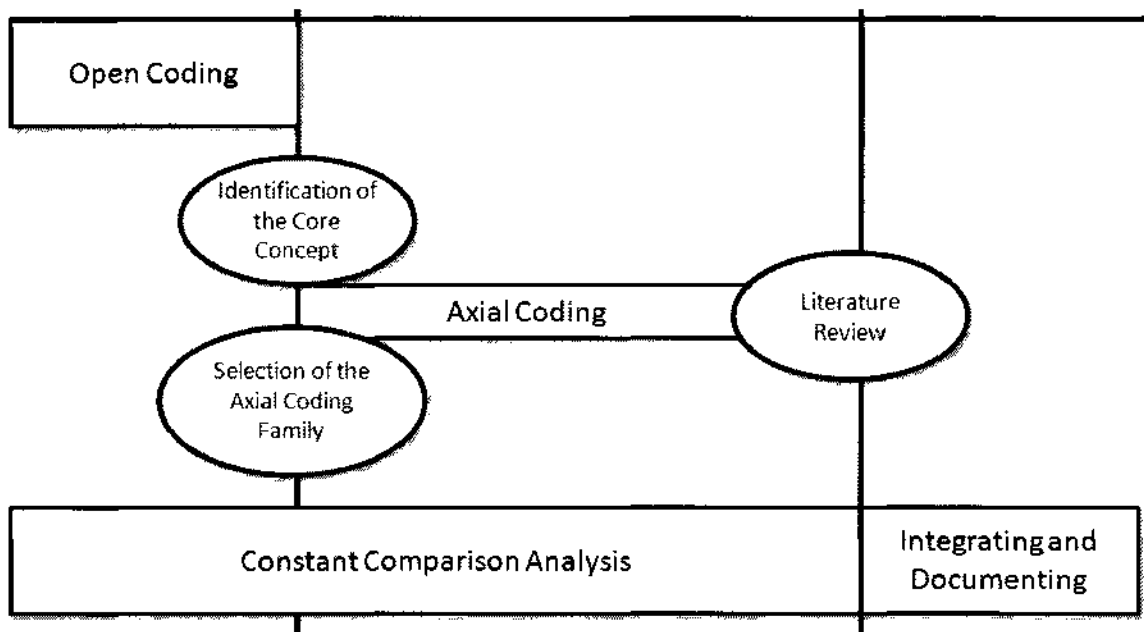 Open Coding
Identification of
the Core
Concept
Axial Coding
Literature
Review
Selection of the
Axial Coding
Family
Constant Comparison Analysis
Integrating and
Documenting